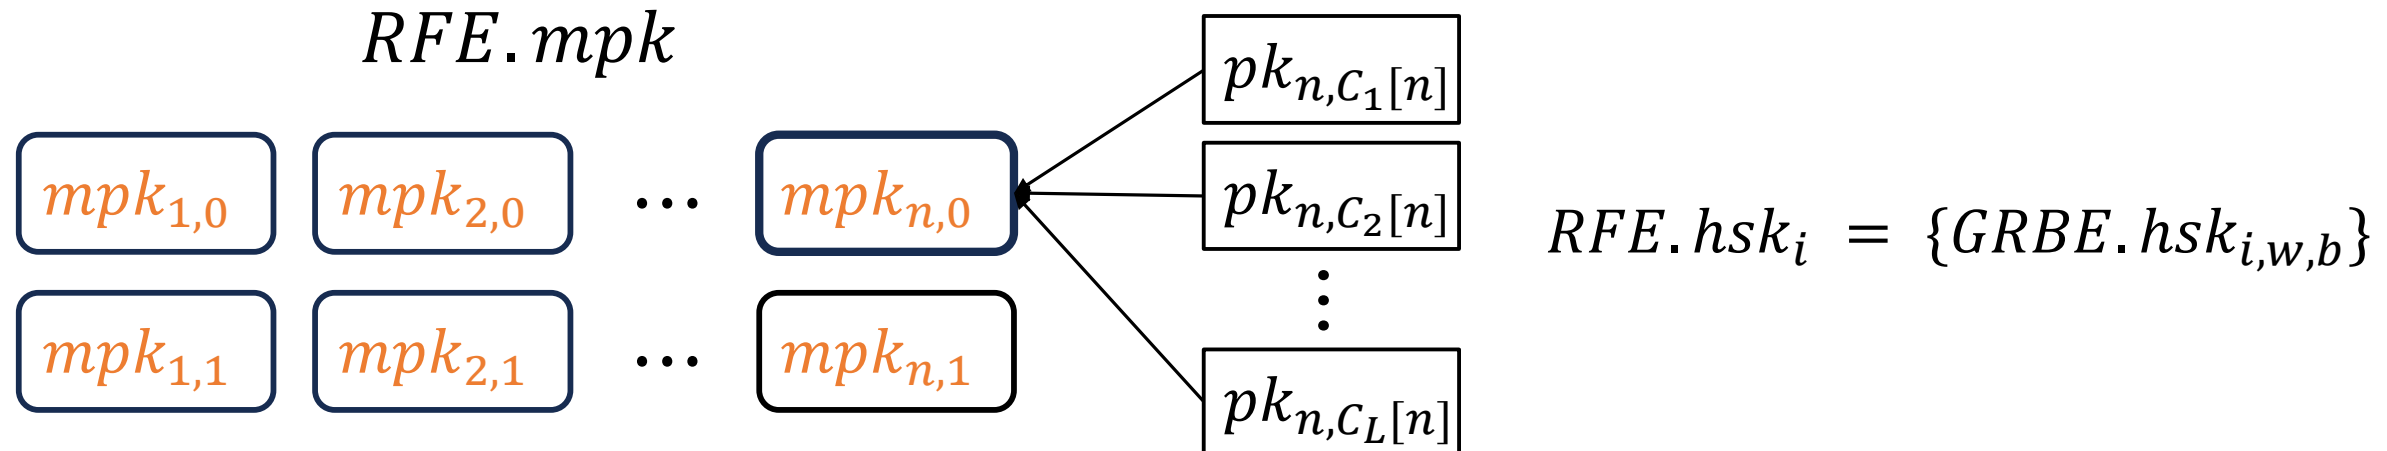 RFE.mpk
mpk_{1,0} mpk_{2,0} ... mpk_{n,0}
mpk_{1,1} mpk_{2,1} ... mpk_{n,1}
pk_{n,C_1[n]}
pk_{n,C_2[n]}
⋮
pk_{n,C_L[n]}
RFE.hsk_i = {GRBE.hsk_{i,w,b}}